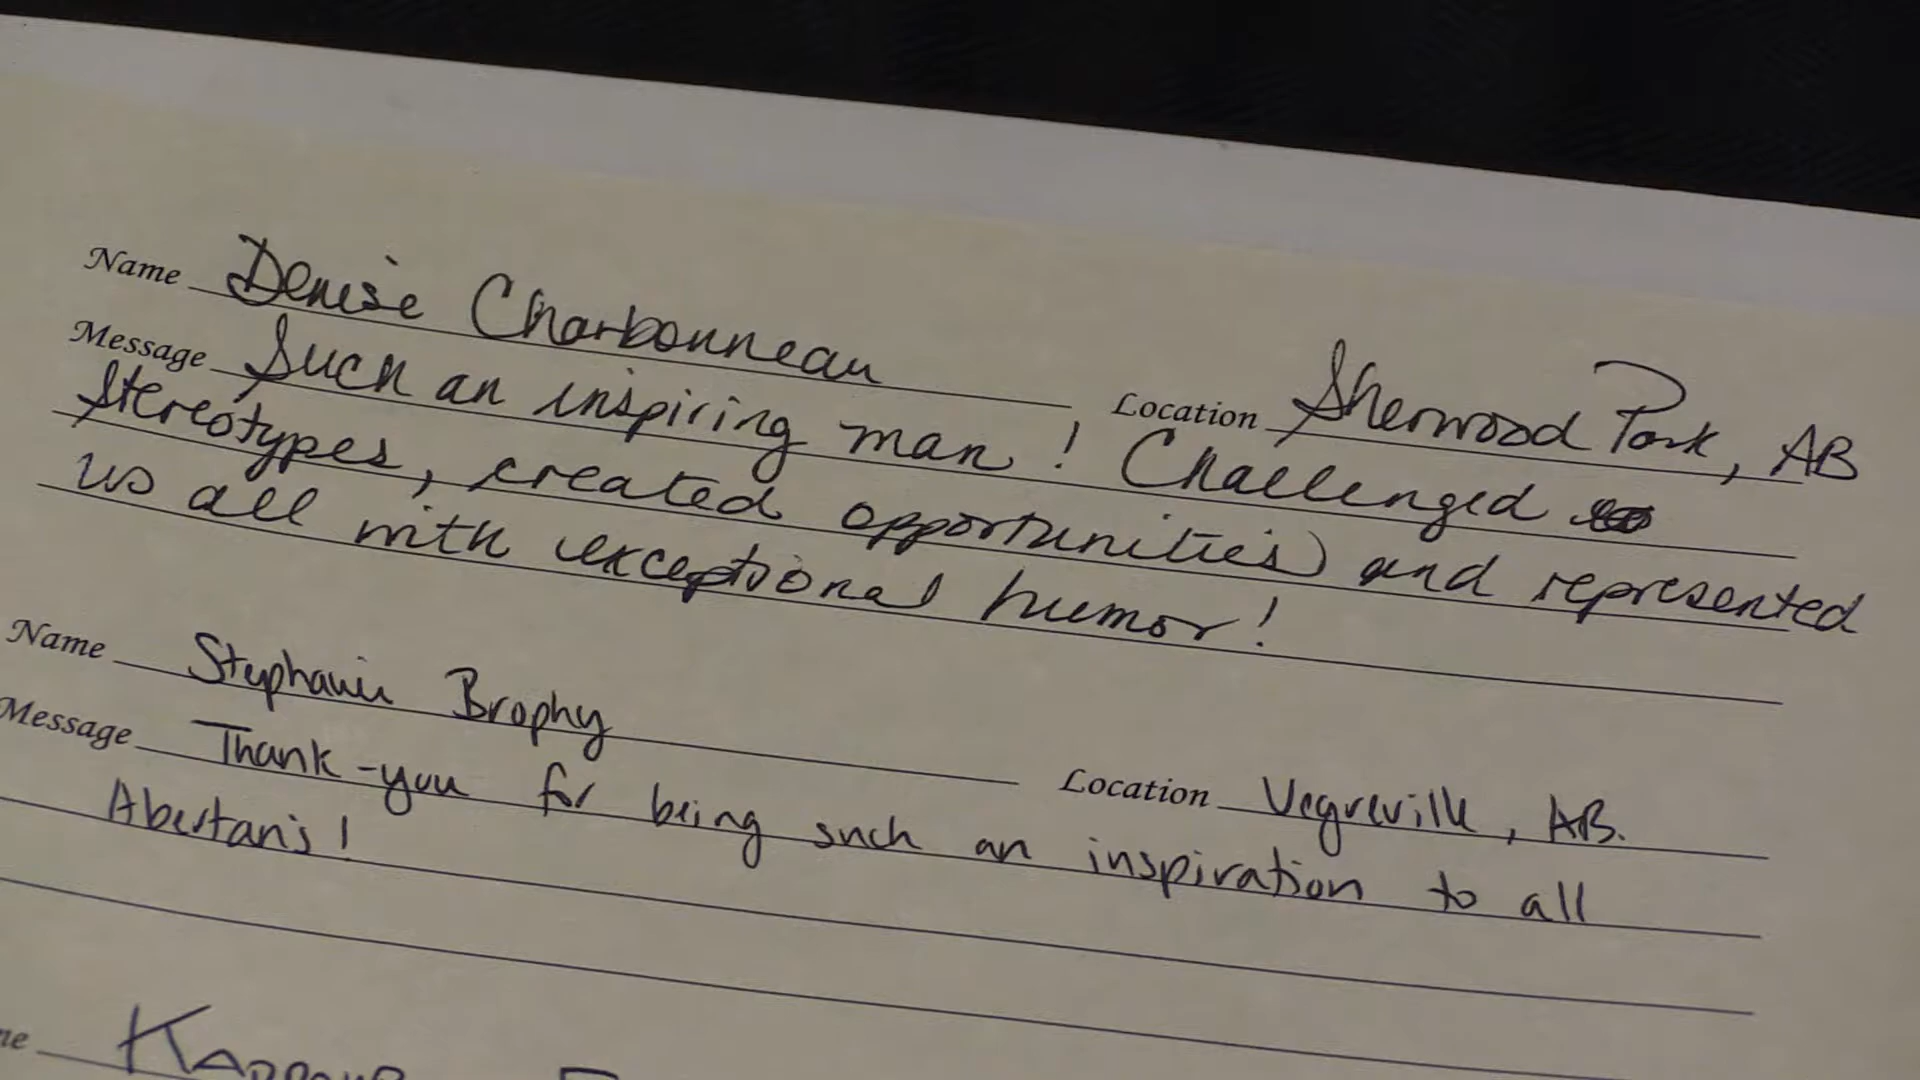 Name Denise Charbonneau Location Sherwood Park, AB
Message Such an inspiring man! Challenged
stereotypes, created opportunities and represented
us all with exceptional humor!
Name Stephanie Brophy Location Vegreville, AB.
Message Thank-you for being such an inspiration to all
Abertan's!